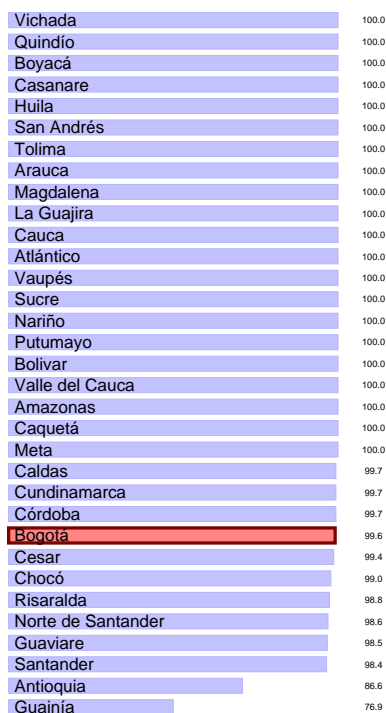 Vichada 100.0
Quindío 100.0
Boyacá 100.0
Casanare 100.0
Huila 100.0
San Andrés 100.0
Tolima 100.0
Arauca 100.0
Magdalena 100.0
La Guajira 100.0
Cauca 100.0
Atlántico 100.0
Vaupés 100.0
Sucre 100.0
Nariño 100.0
Putumayo 100.0
Bolivar 100.0
Valle del Cauca 100.0
Amazonas 100.0
Caquetá 100.0
Meta 100.0
Caldas 99.7
Cundinamarca 99.7
Córdoba 99.7
Bogotá 99.6
Cesar 99.4
Chocó 99.0
Risaralda 98.8
Norte de Santander 98.6
Guaviare 98.5
Santander 98.4
Antioquia 86.6
Guainía 76.9